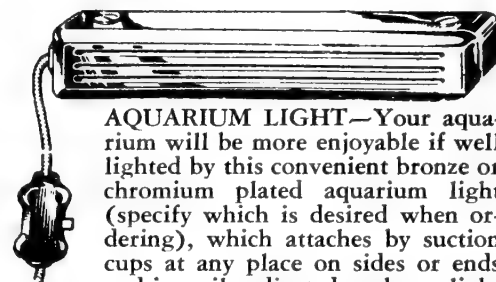 AQUARIUM LIGHT—Your aqua-
rium will be more enjoyable if well
lighted by this convenient bronze or
chromium plated aquarium light
(specify which is desired when or-
dering), which attaches by suction
cups at any place on sides or ends